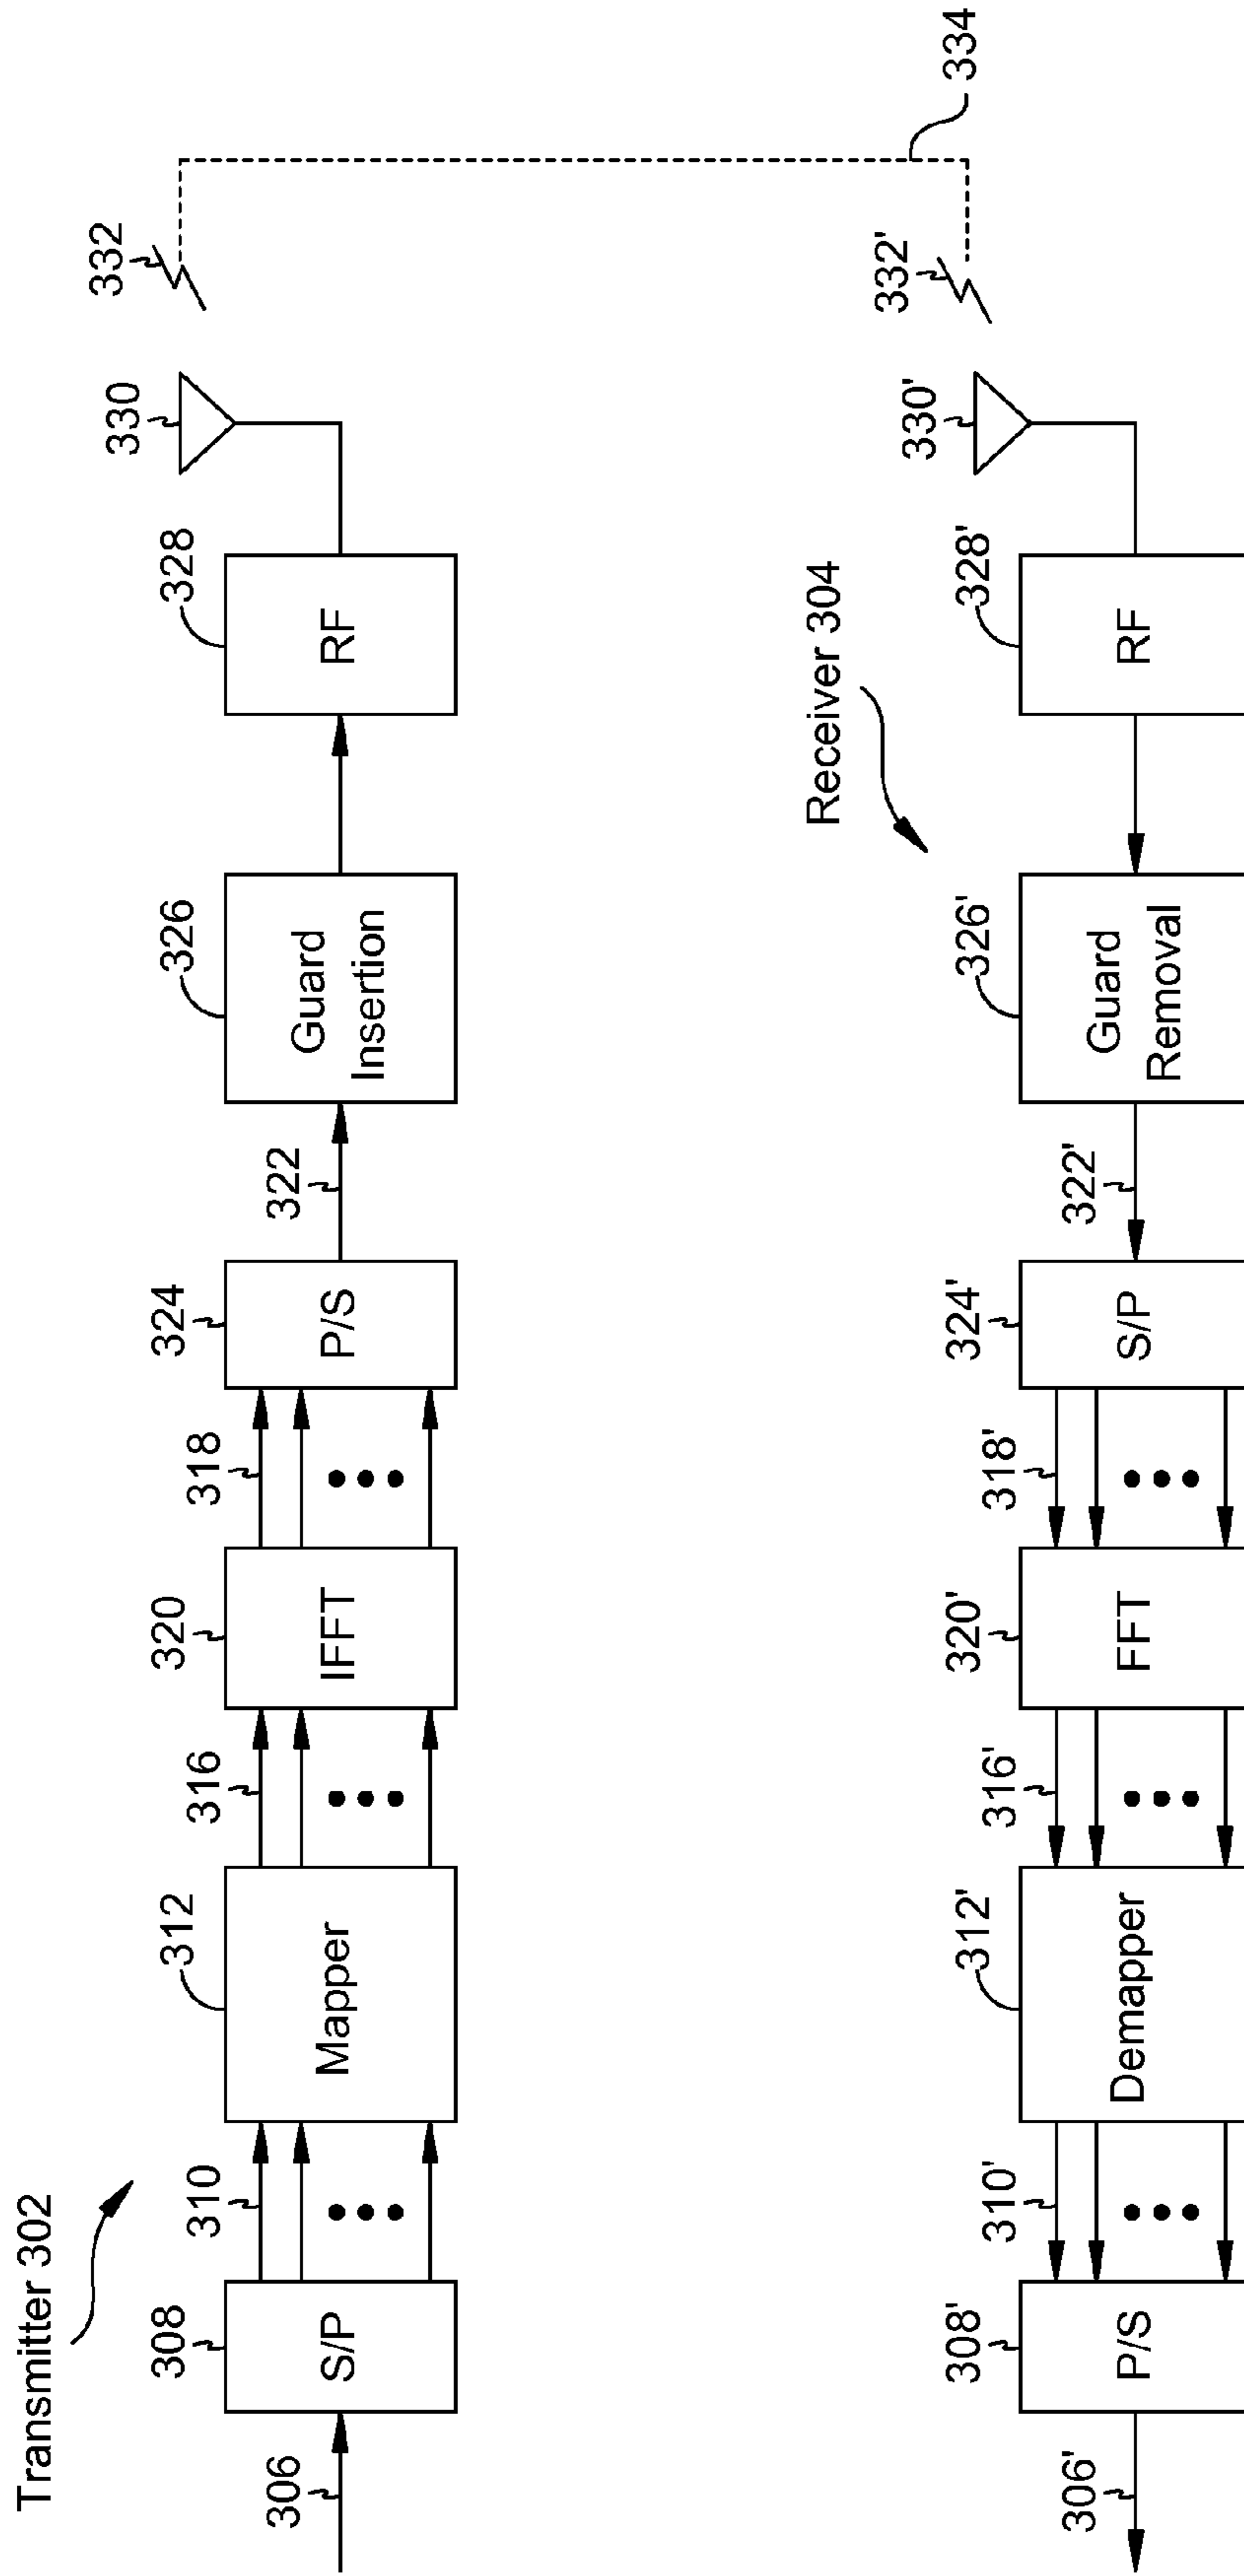 Transmitter 302
306
308
S/P
310
312
Mapper
316
320
IFFT
318
324
P/S
322
326
Guard
Insertion
328
RF
330
332
334
Receiver 304
306'
308'
P/S
310'
312'
Demapper
316'
320'
FFT
318'
324'
S/P
322'
326'
Guard
Removal
328'
RF
330'
332'